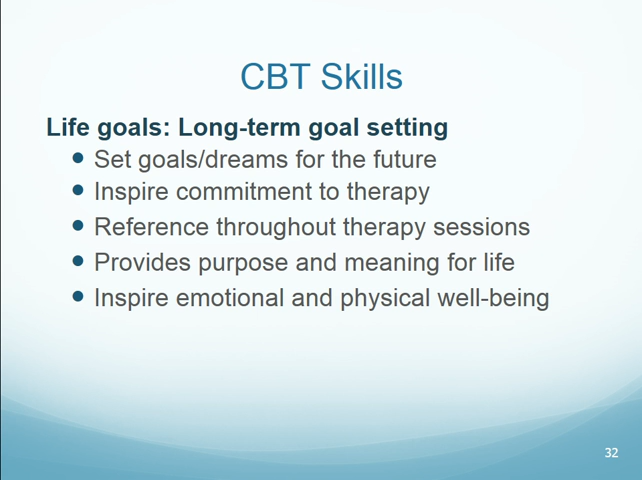 CBT Skills
Life goals: Long-term goal setting
Set goals/dreams for the future
Inspire commitment to therapy
Reference throughout therapy sessions
Provides purpose and meaning for life
Inspire emotional and physical well-being
32